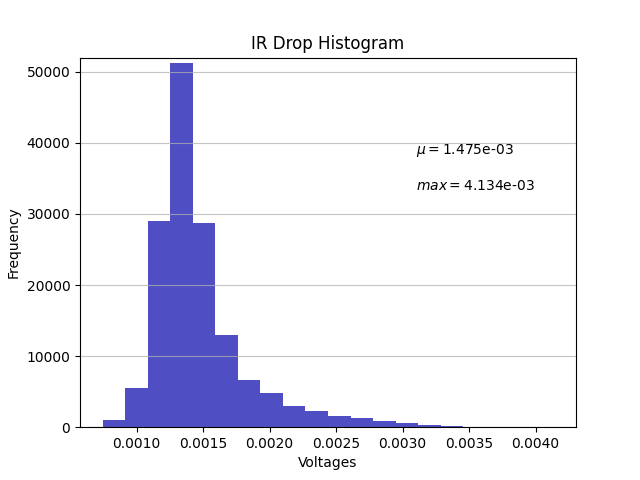 IR Drop Histogram
Frequency
50000
40000
30000
20000
10000
0
μ = 1.475e-03
max = 4.134e-03
0.0010 0.0015 0.0020 0.0025 0.0030 0.0035 0.0040
Voltages